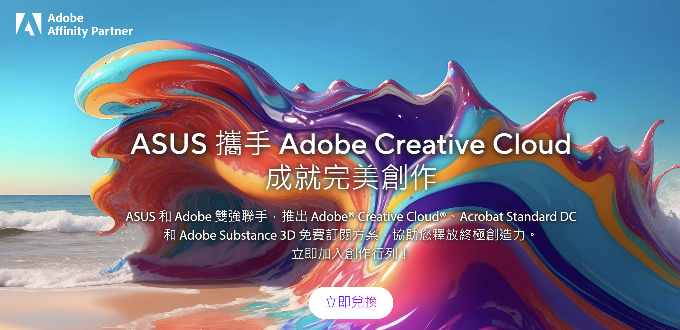 Adobe
Affinity Partner
ASUS 攜手 Adobe Creative Cloud
成就完美創作
ASUS 和 Adobe 雙強聯手，推出 Adobe® Creative Cloud®、Acrobat Standard DC
和 Adobe Substance 3D 免費訂閱方案，協助您釋放終極創造力。
立即加入創作行列！
立即兌換